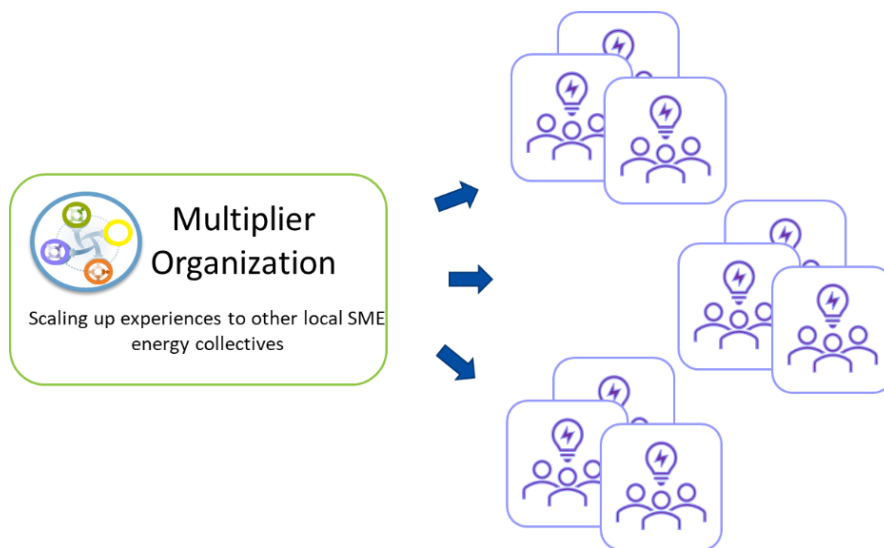 Multiplier
Organization
Scaling up experiences to other local SME
energy collectives